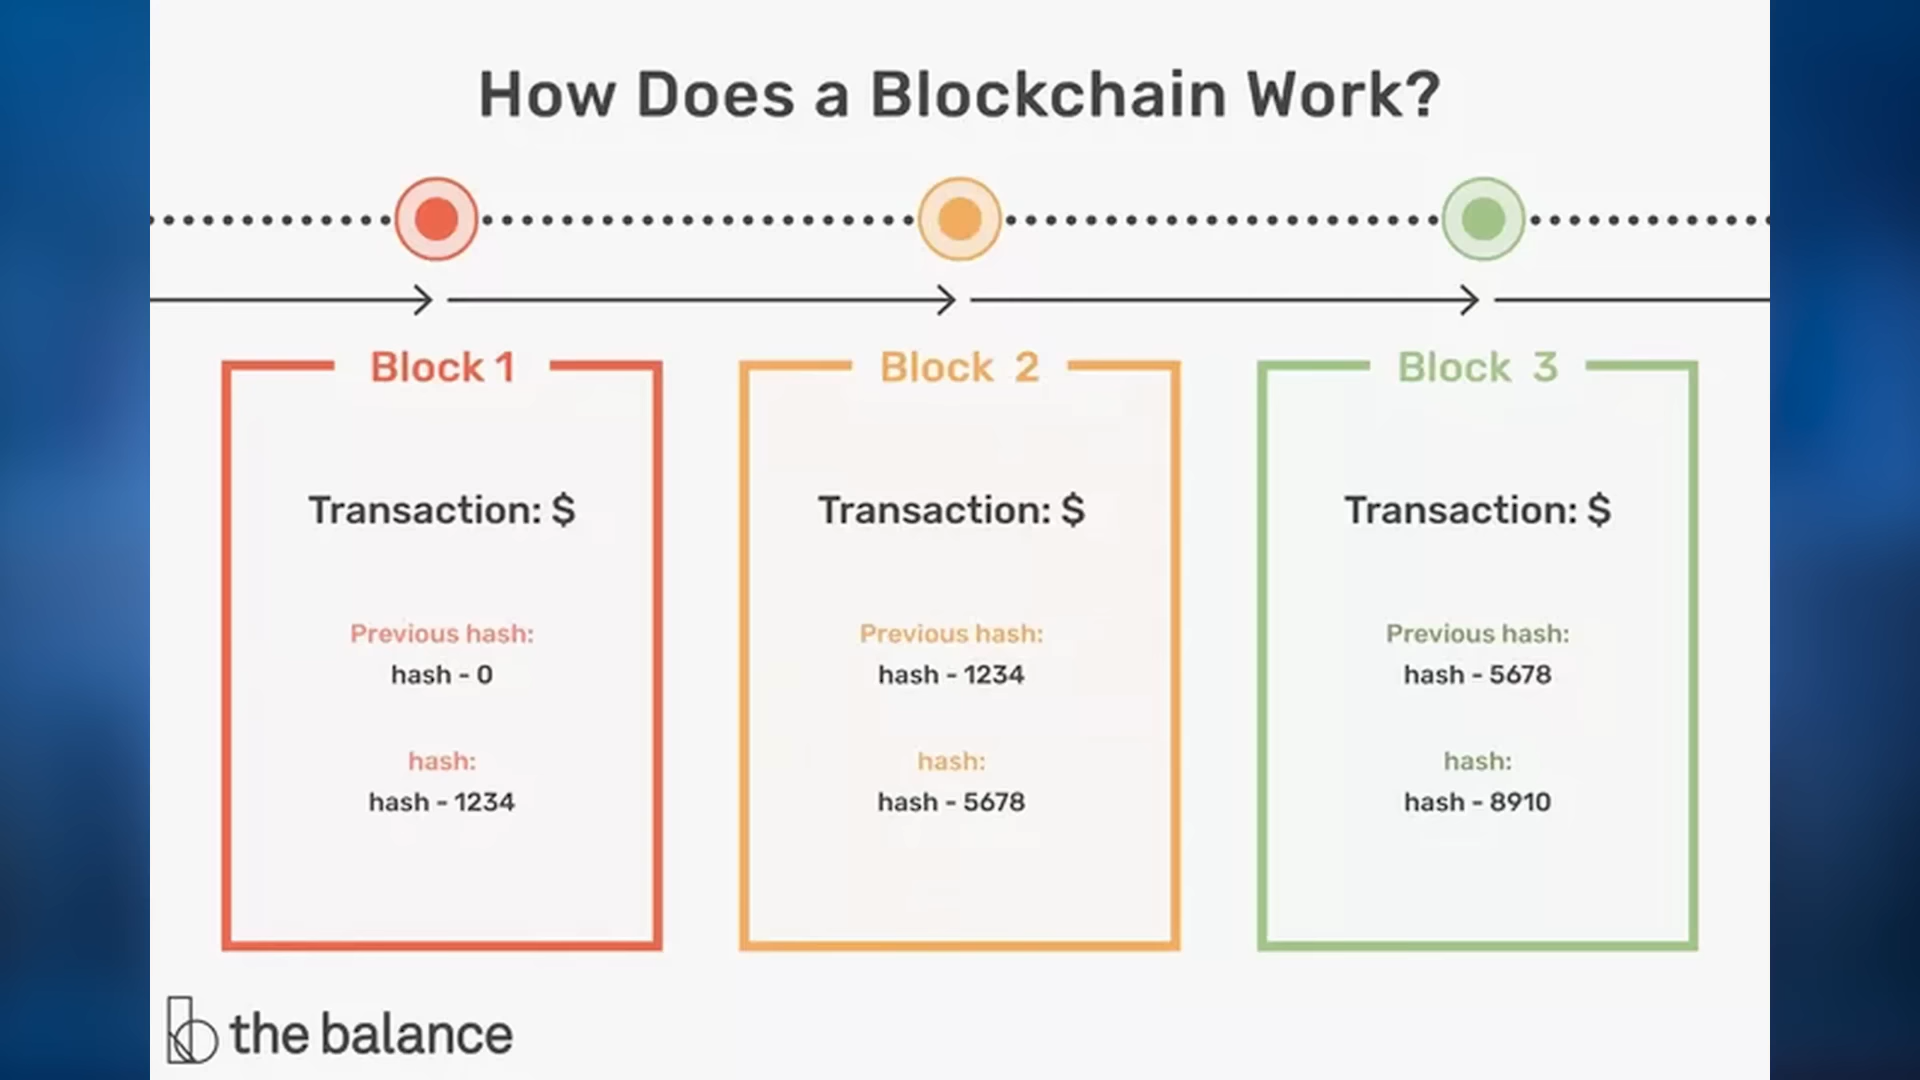 How Does a Blockchain Work?
Block 1
Transaction: $
Previous hash:
hash - 0
hash:
hash - 1234
Block 2
Transaction: $
Previous hash:
hash - 1234
hash:
hash - 5678
Block 3
Transaction: $
Previous hash:
hash - 5678
hash:
hash - 8910
the balance